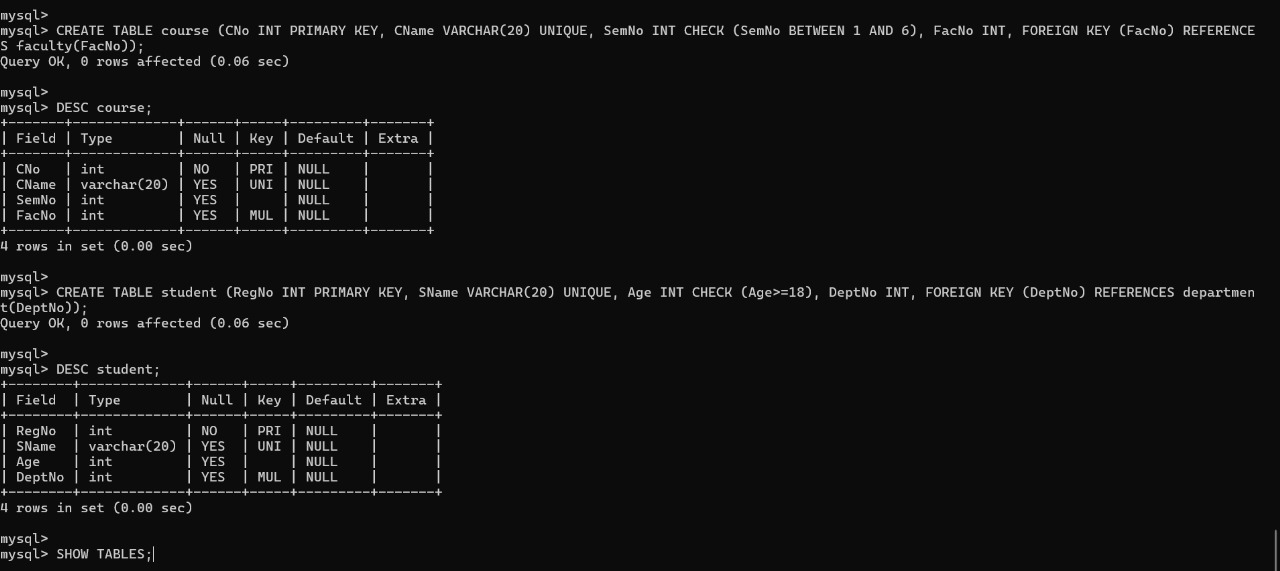 mysql>
mysql> CREATE TABLE course (CNo INT PRIMARY KEY, CName VARCHAR(20) UNIQUE, SemNo INT CHECK (SemNo BETWEEN 1 AND 6), FacNo INT, FOREIGN KEY (FacNo) REFERENCE
S faculty(FacNo));
Query OK, 0 rows affected (0.06 sec)
mysql>
mysql> DESC course;
+-------+-------------+------+-----+---------+-------+
| Field | Type        | Null | Key | Default | Extra |
+-------+-------------+------+-----+---------+-------+
| CNo   | int         | NO   | PRI | NULL    |       |
| CName | varchar(20) | YES  | UNI | NULL    |       |
| SemNo | int         | YES  |     | NULL    |       |
| FacNo | int         | YES  | MUL | NULL    |       |
+-------+-------------+------+-----+---------+-------+
4 rows in set (0.00 sec)
mysql>
mysql> CREATE TABLE student (RegNo INT PRIMARY KEY, SName VARCHAR(20) UNIQUE, Age INT CHECK (Age>=18), DeptNo INT, FOREIGN KEY (DeptNo) REFERENCES departmen
t(DeptNo));
Query OK, 0 rows affected (0.06 sec)
mysql>
mysql> DESC student;
+--------+-------------+------+-----+---------+-------+
| Field  | Type        | Null | Key | Default | Extra |
+--------+-------------+------+-----+---------+-------+
| RegNo  | int         | NO   | PRI | NULL    |       |
| SName  | varchar(20) | YES  | UNI | NULL    |       |
| Age    | int         | YES  |     | NULL    |       |
| DeptNo | int         | YES  | MUL | NULL    |       |
+--------+-------------+------+-----+---------+-------+
4 rows in set (0.00 sec)
mysql>
mysql> SHOW TABLES;